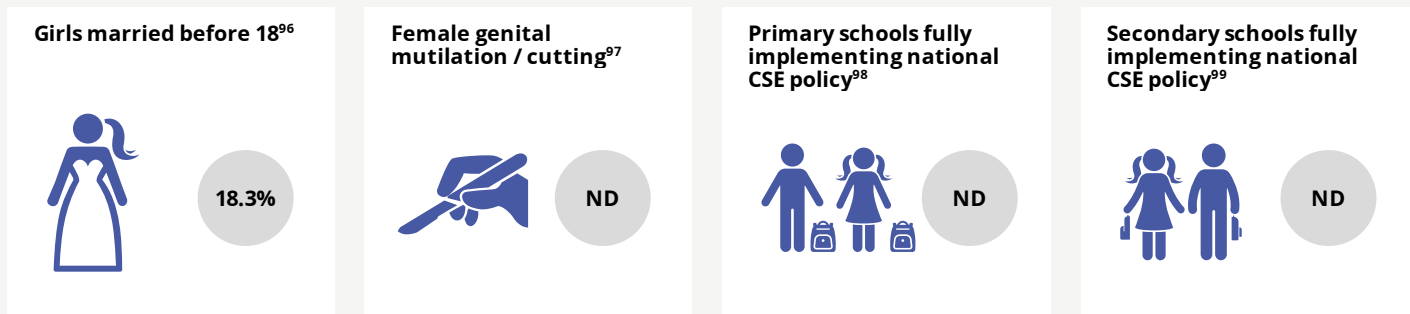 Girls married before 18⁹⁶
18.3%
Female genital
mutilation / cutting⁹⁷
ND
Primary schools fully
implementing national
CSE policy⁹⁸
ND
Secondary schools fully
implementing national
CSE policy⁹⁹
ND